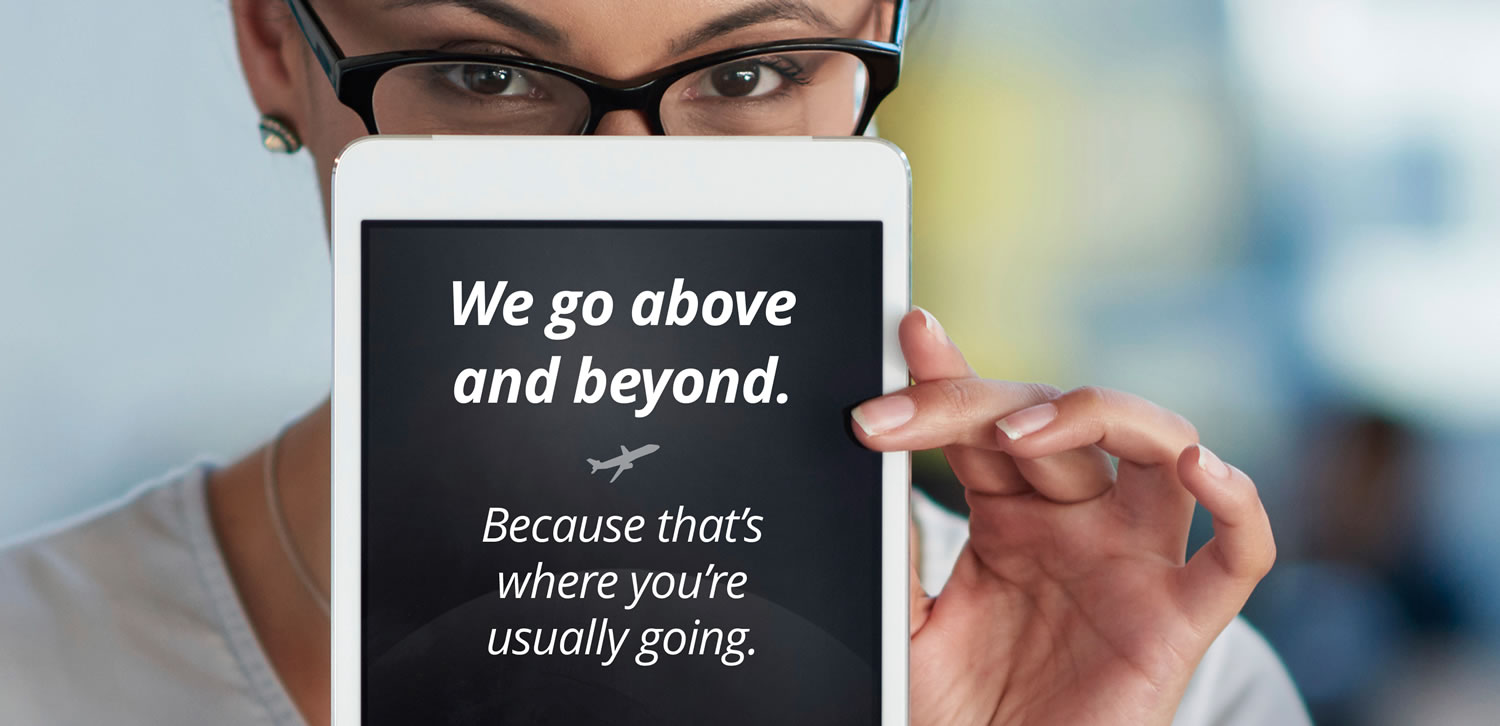 We go above
and beyond.
Because that’s
where you’re
usually going.